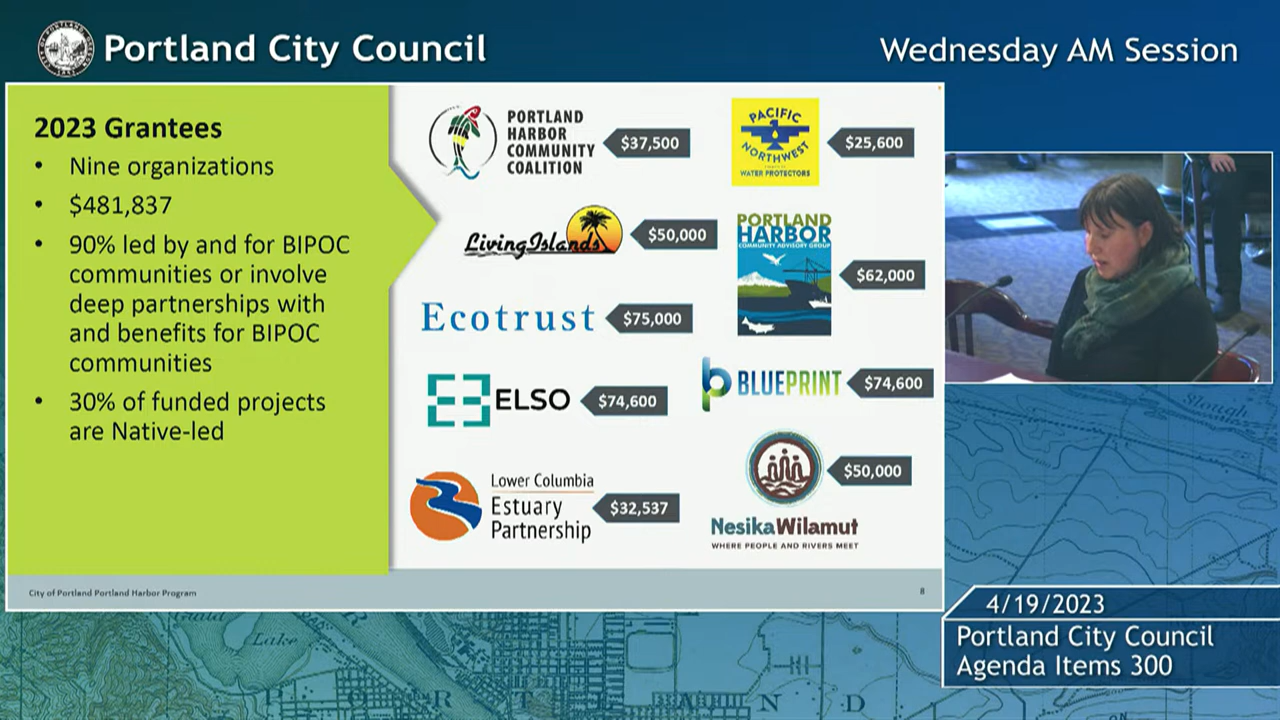 Portland City Council
Wednesday AM Session
2023 Grantees
• Nine organizations
• $481,837
• 90% led by and for BIPOC
communities or involve
deep partnerships with
and benefits for BIPOC
communities
• 30% of funded projects
are Native-led
PORTLAND
HARBOR
COMMUNITY
COALITION
$37,500
PACIFIC
NORTHWEST
WATER PROTECTORS
$25,600
LivingIslands
$50,000
PORTLAND
HARBOR
COMMUNITY ADVISORY GROUP
$62,000
Ecotrust
$75,000
ELSO
$74,600
BLUEPRINT
$74,600
Lower Columbia
Estuary
Partnership
$32,537
$50,000
NesikaWilamut
WHERE PEOPLE AND RIVERS MEET
City of Portland Portland Harbor Program
8
4/19/2023
Portland City Council
Agenda Items 300
Slough
Guild
Lake
R T L A N D